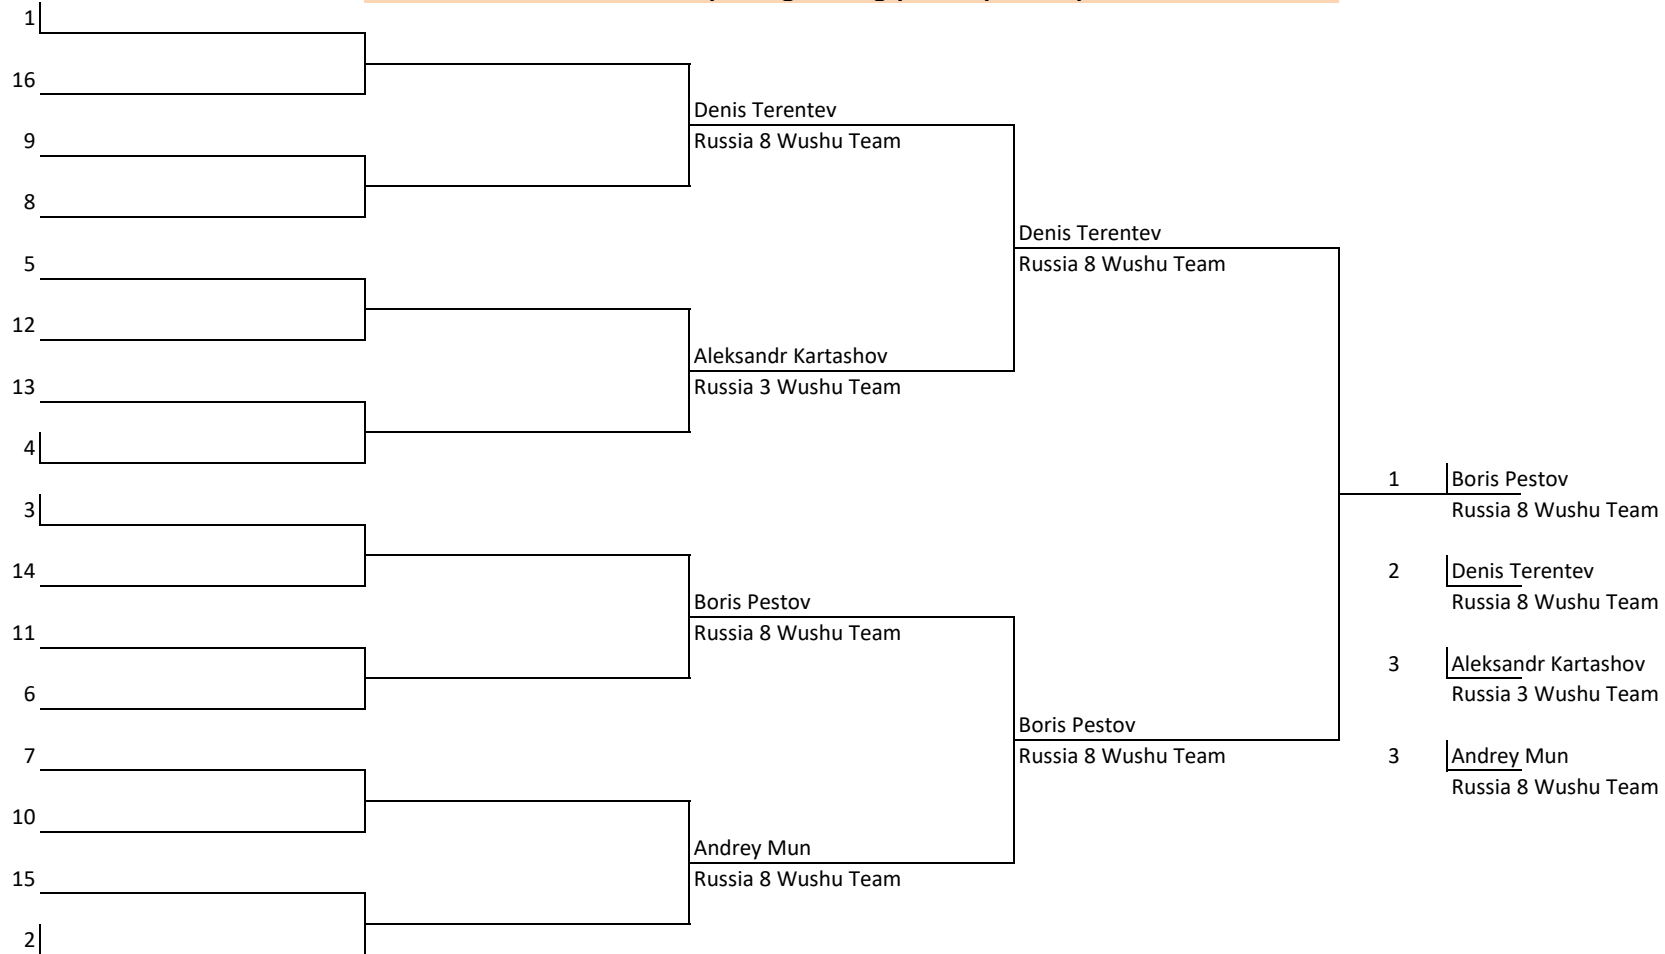 1
16
Denis Terentev
9
Russia 8 Wushu Team
8
Denis Terentev
5
Russia 8 Wushu Team
12
Aleksandr Kartashov
13
Russia 3 Wushu Team
4
1
Boris Pestov
3
Russia 8 Wushu Team
14
2
Denis Terentev
Boris Pestov
Russia 8 Wushu Team
11
Russia 8 Wushu Team
3
Aleksandr Kartashov
6
Russia 3 Wushu Team
Boris Pestov
7
Russia 8 Wushu Team
3
Andrey Mun
Russia 8 Wushu Team
10
Andrey Mun
15
Russia 8 Wushu Team
2